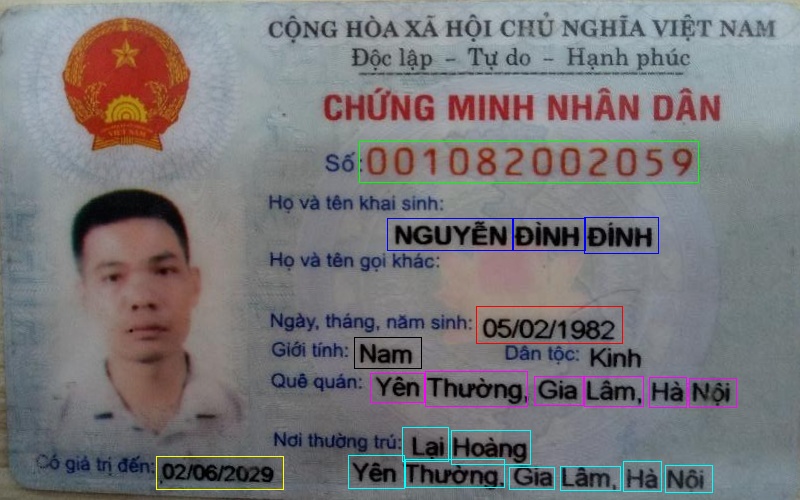 CỘNG HÒA XÃ HỘI CHỦ NGHĨA VIỆT NAM
Độc lập - Tự do - Hạnh phúc
CHỨNG MINH NHÂN DÂN
Số: 001082002059
Họ và tên khai sinh:
NGUYỄN ĐÌNH ĐÍNH
Họ và tên gọi khác:
Ngày, tháng, năm sinh: 05/02/1982
Giới tính: Nam Dân tộc: Kinh
Quê quán: Yên Thường, Gia Lâm, Hà Nội
Nơi thường trú: Lại Hoàng
Có giá trị đến: 02/06/2029 Yên Thường, Gia Lâm, Hà Nội
VIỆT NAM